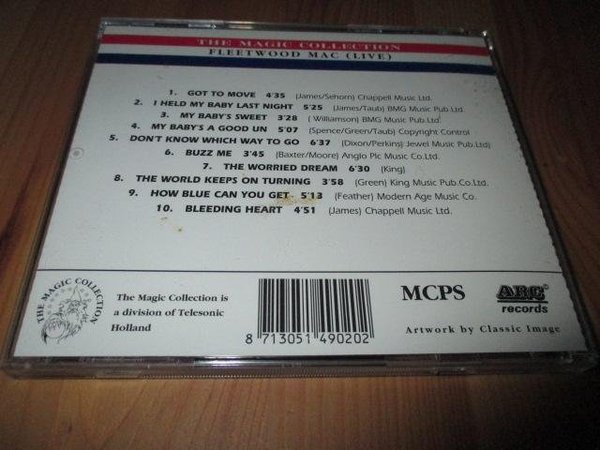 THE MAGIC COLLECTION
FLEETWOOD MAC (LIVE)
1. GOT TO MOVE 4'35 (James/Sehorn) Chappell Music Ltd.
2. I HELD MY BABY LAST NIGHT 5'25 (James/Taub) BMG Music Pub.Ltd.
3. MY BABY'S SWEET 3'28 ( Williamson) BMG Music Pub.Ltd.
4. MY BABY'S A GOOD UN 5'07 (Spence/Green/Taub) Copyright Control
5. DON'T KNOW WHICH WAY TO GO 6'37 (Dixon/Perkins) Jewel Music Pub.Ltd)
6. BUZZ ME 3'45 (Baxter/Moore) Anglo Pic Music Co.Ltd.
7. THE WORRIED DREAM 6'30 (King)
8. THE WORLD KEEPS ON TURNING 3'58 (Green) King Music Pub.Co.Ltd.
9. HOW BLUE CAN YOU GET 5'13 (Feather) Modern Age Music Co.
10. BLEEDING HEART 4'51 (James) Chappell Music Ltd.
THE MAGIC COLLECTION
The Magic Collection is
a division of Telesonic
Holland
8 713051 490202
MCPS
ARC
records
Artwork by Classic Image